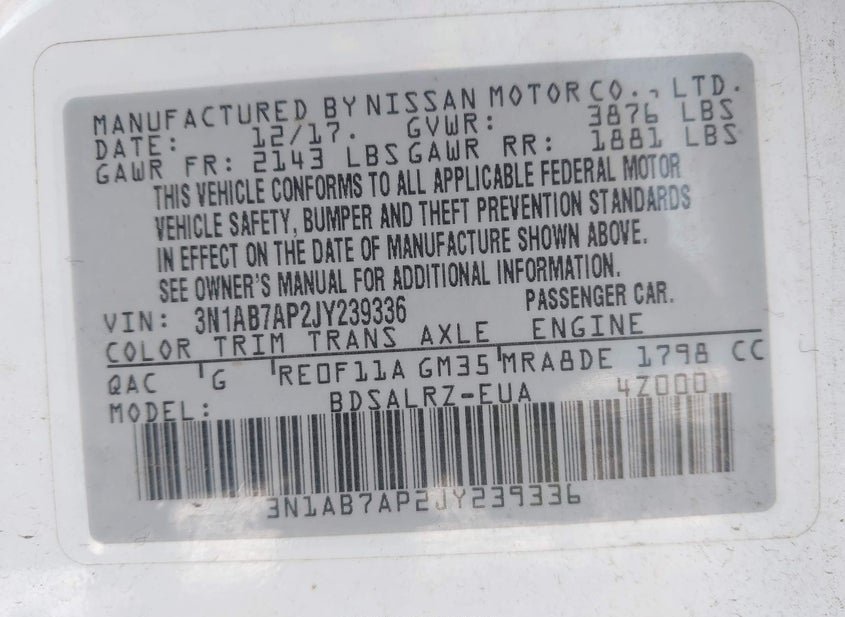 MANUFACTURED BY NISSAN MOTOR CO., LTD.
DATE: 12/17. GVWR: 3876 LBS
GAWR FR: 2143 LBS GAWR RR: 1881 LBS
THIS VEHICLE CONFORMS TO ALL APPLICABLE FEDERAL MOTOR
VEHICLE SAFETY, BUMPER AND THEFT PREVENTION STANDARDS
IN EFFECT ON THE DATE OF MANUFACTURE SHOWN ABOVE.
SEE OWNER'S MANUAL FOR ADDITIONAL INFORMATION.
VIN: 3N1AB7AP2JY239336 PASSENGER CAR.
COLOR TRIM TRANS AXLE ENGINE
QAC G RE0F11A GM35 MRA8DE 1798 CC
MODEL: BDSALRZ-EUA 4Z000
3N1AB7AP2JY239336